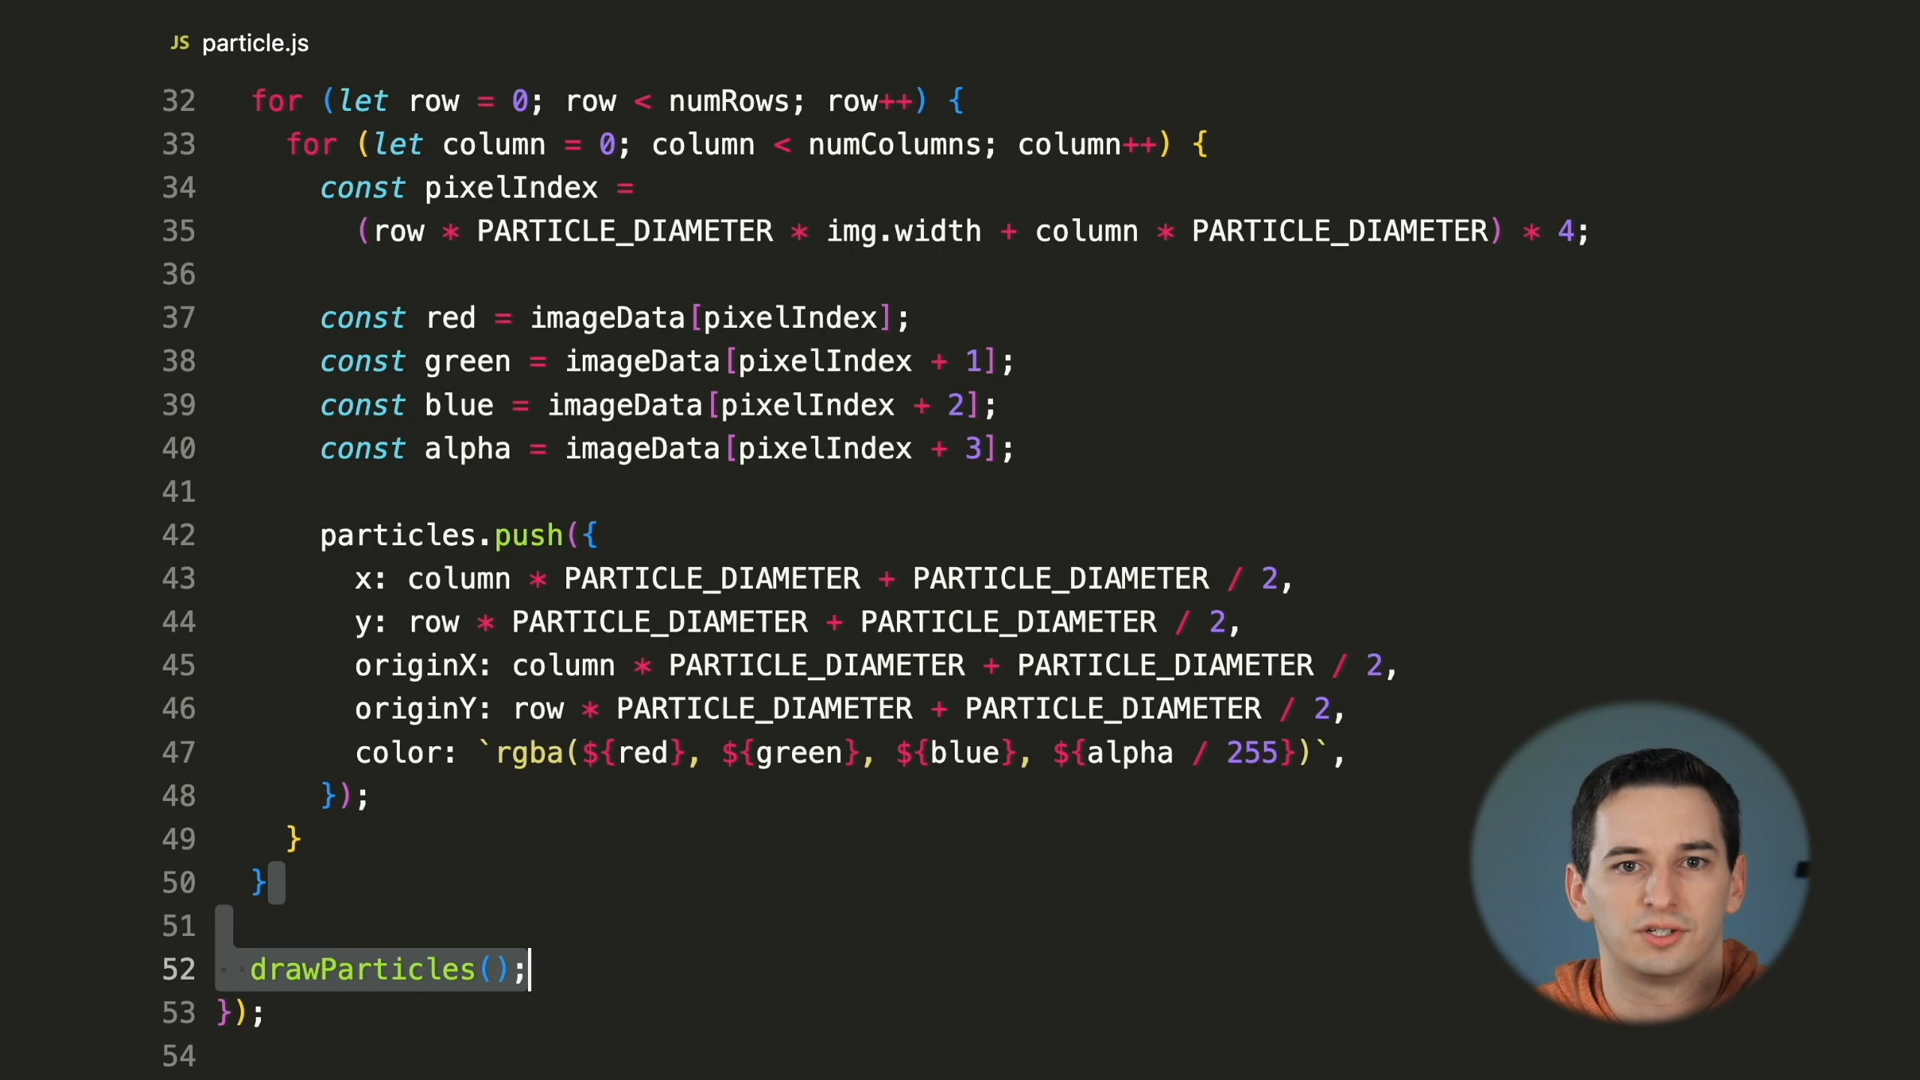 JS particle.js
32 for (let row = 0; row < numRows; row++) {
33 for (let column = 0; column < numColumns; column++) {
34 const pixelIndex =
35 (row * PARTICLE_DIAMETER * img.width + column * PARTICLE_DIAMETER) * 4;
36
37 const red = imageData[pixelIndex];
38 const green = imageData[pixelIndex + 1];
39 const blue = imageData[pixelIndex + 2];
40 const alpha = imageData[pixelIndex + 3];
41
42 particles.push({
43 x: column * PARTICLE_DIAMETER + PARTICLE_DIAMETER / 2,
44 y: row * PARTICLE_DIAMETER + PARTICLE_DIAMETER / 2,
45 originX: column * PARTICLE_DIAMETER + PARTICLE_DIAMETER / 2,
46 originY: row * PARTICLE_DIAMETER + PARTICLE_DIAMETER / 2,
47 color: `rgba(${red}, ${green}, ${blue}, ${alpha / 255})`,
48 });
49 }
50 }
51
52 drawParticles();
53 });
54